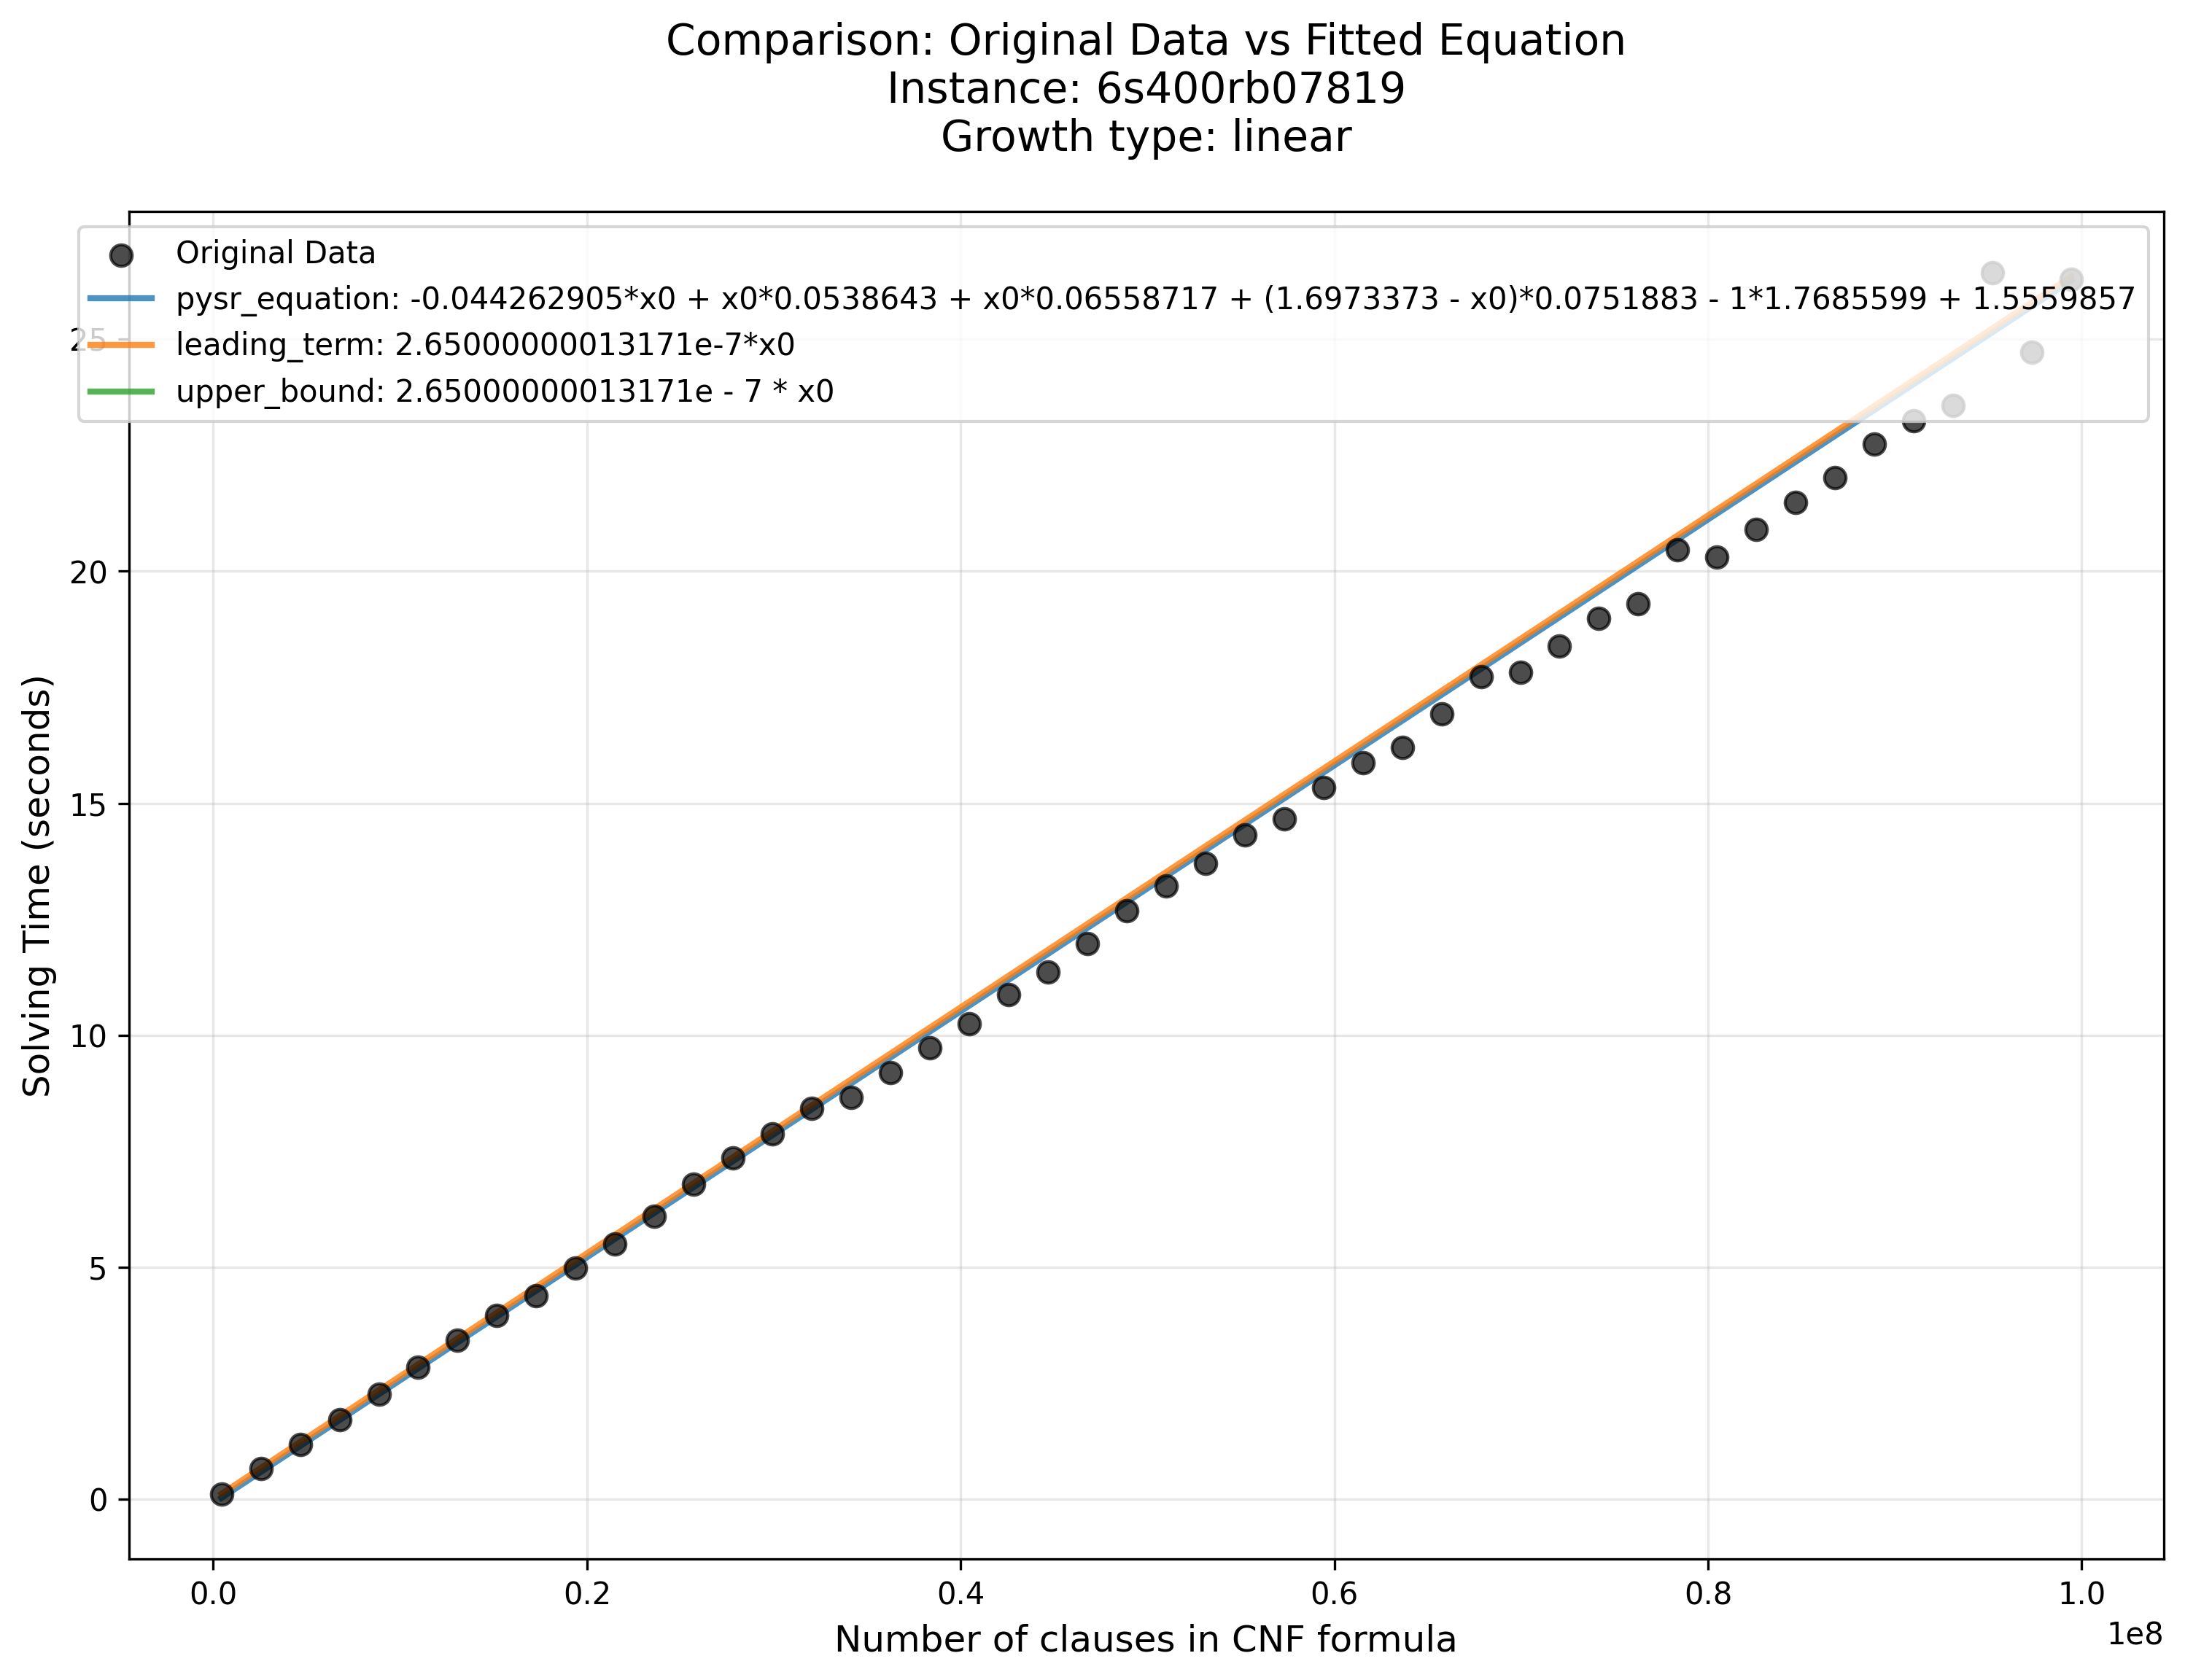 Comparison: Original Data vs Fitted Equation
Instance: 6s400rb07819
Growth type: linear
Original Data
pysr_equation: -0.044262905*x0 + x0*0.0538643 + x0*0.06558717 + (1.6973373 - x0)*0.0751883 - 1*1.7685599 + 1.5559857
leading_term: 2.65000000013171e-7*x0
upper_bound: 2.65000000013171e - 7 * x0
25
20
15
10
5
0
Solving Time (seconds)
0.0 0.2 0.4 0.6 0.8 1.0
1e8
Number of clauses in CNF formula